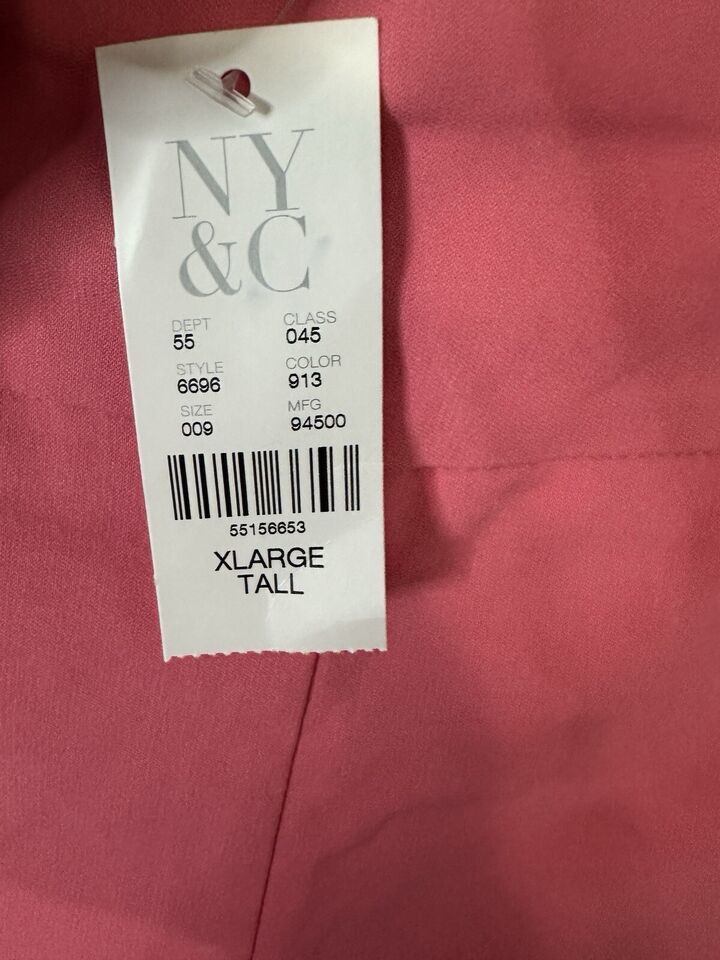 NY
&C
DEPT CLASS
55 045
STYLE COLOR
6696 913
SIZE MFG
009 94500
55156653
XLARGE
TALL